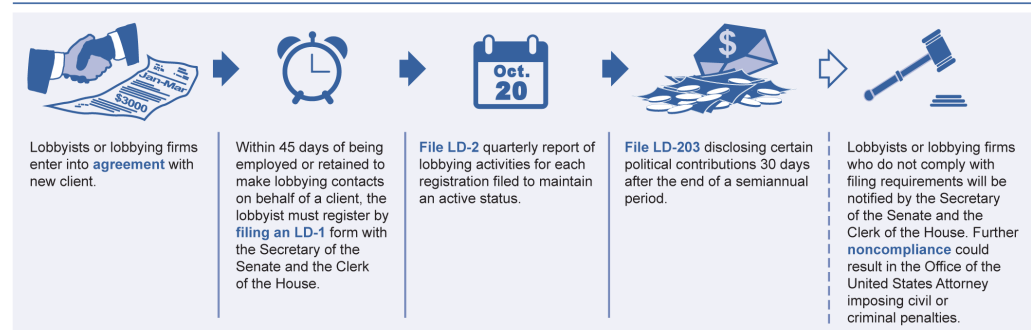 Jan-Mar
$3000
Oct.
20
$
Lobbyists or lobbying firms
enter into agreement with
new client.
Within 45 days of being
employed or retained to
make lobbying contacts
on behalf of a client, the
lobbyist must register by
filing an LD-1 form with
the Secretary of the
Senate and the Clerk
of the House.
File LD-2 quarterly report of
lobbying activities for each
registration filed to maintain
an active status.
File LD-203 disclosing certain
political contributions 30 days
after the end of a semiannual
period.
Lobbyists or lobbying firms
who do not comply with
filing requirements will be
notified by the Secretary
of the Senate and the
Clerk of the House. Further
noncompliance could
result in the Office of the
United States Attorney
imposing civil or
criminal penalties.